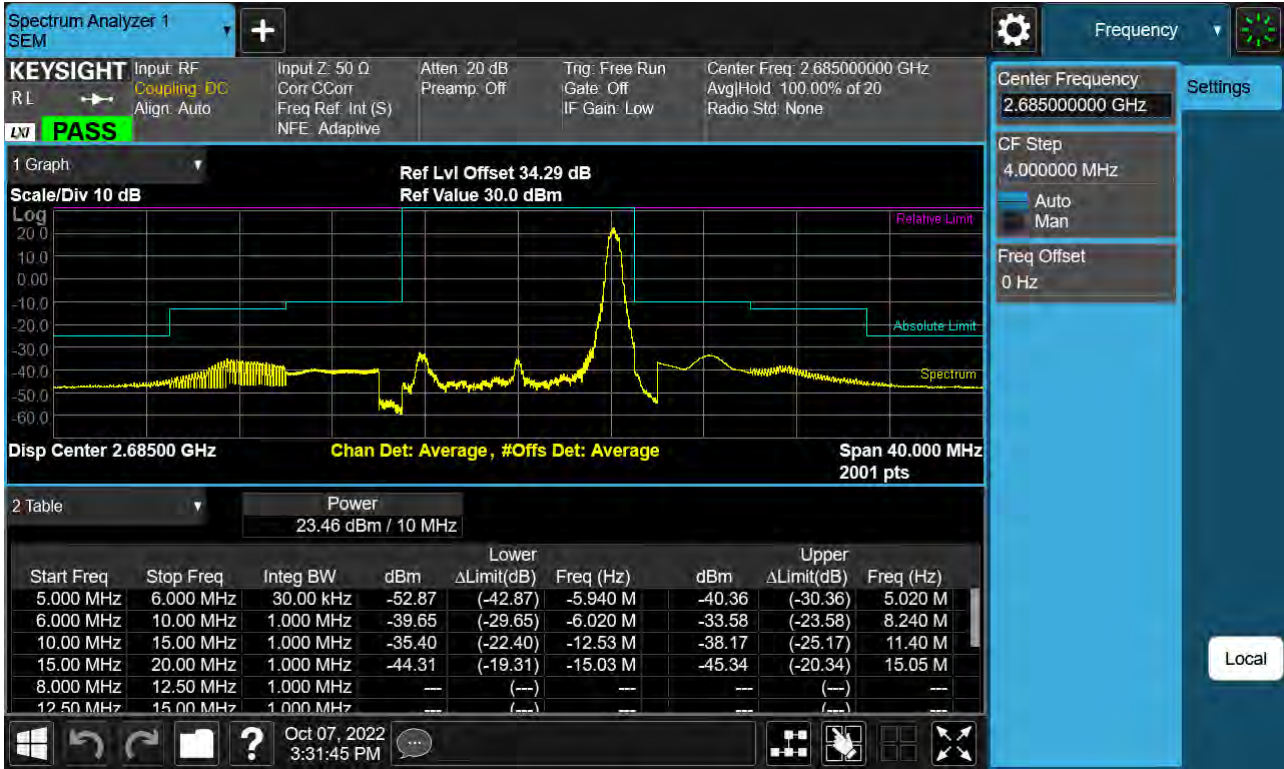 Spectrum Analyzer 1
SEM
+
Frequency
KEYSIGHT
R L
LXI
PASS
Input: RF
Coupling: DC
Align: Auto
Input Z: 50 Ω
Corr CCorr
Freq Ref: Int (S)
NFE: Adaptive
Atten: 20 dB
Preamp: Off
Trig: Free Run
Gate: Off
IF Gain: Low
Center Freq: 2.685000000 GHz
Avg|Hold: 100.00% of 20
Radio Std: None
Center Frequency
2.685000000 GHz
Settings
CF Step
4.000000 MHz
Auto
Man
Freq Offset
0 Hz
Local
1 Graph
Scale/Div 10 dB
Ref Lvl Offset 34.29 dB
Ref Value 30.0 dBm
Log
20.0
10.0
0.00
-10.0
-20.0
-30.0
-40.0
-50.0
-60.0
Relative Limit
Absolute Limit
Spectrum
Disp Center 2.68500 GHz
Chan Det: Average , #Offs Det: Average
Span 40.000 MHz
2001 pts
2 Table
Power
23.46 dBm / 10 MHz
Lower Upper
Start Freq Stop Freq Integ BW dBm ΔLimit(dB) Freq (Hz) dBm ΔLimit(dB) Freq (Hz)
5.000 MHz 6.000 MHz 30.00 kHz -52.87 (-42.87) -5.940 M -40.36 (-30.36) 5.020 M
6.000 MHz 10.00 MHz 1.000 MHz -39.65 (-29.65) -6.020 M -33.58 (-23.58) 8.240 M
10.00 MHz 15.00 MHz 1.000 MHz -35.40 (-22.40) -12.53 M -38.17 (-25.17) 11.40 M
15.00 MHz 20.00 MHz 1.000 MHz -44.31 (-19.31) -15.03 M -45.34 (-20.34) 15.05 M
8.000 MHz 12.50 MHz 1.000 MHz --- (---) --- --- (---) ---
12.50 MHz 15.00 MHz 1.000 MHz --- (---) --- --- (---) ---
?
Oct 07, 2022
3:31:45 PM